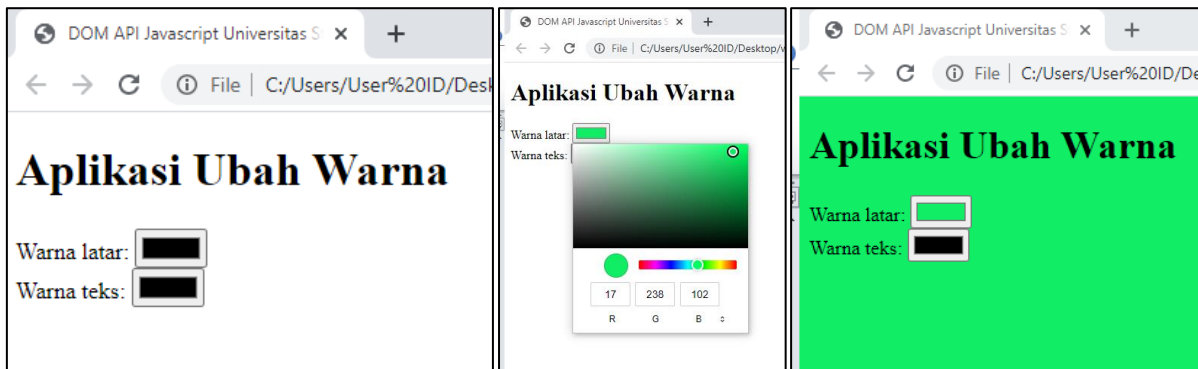 DOM API Javascript Universitas S
File | C:/Users/User%20ID/Desk
Aplikasi Ubah Warna
Warna latar:
Warna teks:
DOM API Javascript Universitas S
File | C:/Users/User%20ID/Desktop/v
Aplikasi Ubah Warna
Warna latar:
Warna teks:
17 238 102
R G B
DOM API Javascript Universitas S
File | C:/Users/User%20ID/De
Aplikasi Ubah Warna
Warna latar:
Warna teks: